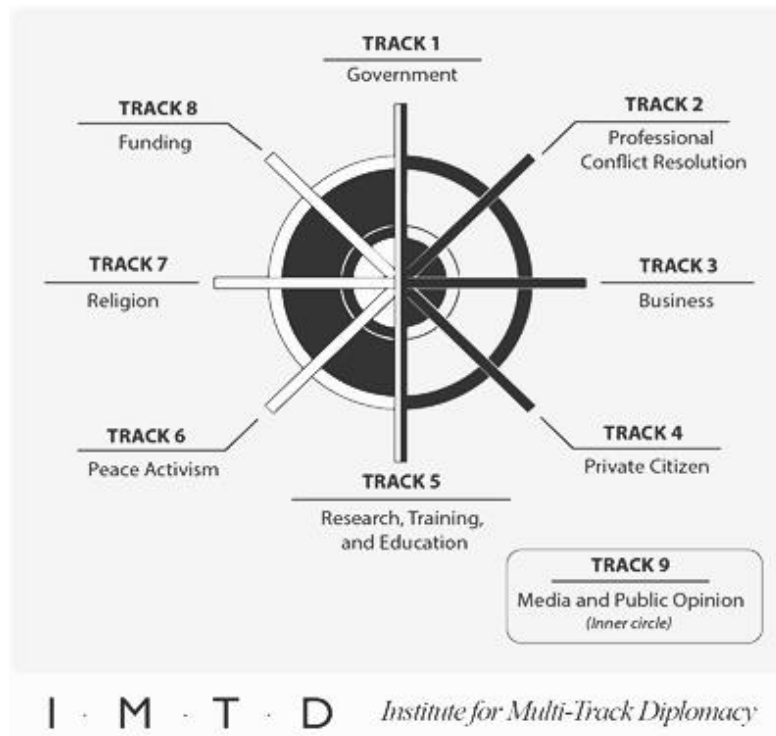 TRACK 1
Government
TRACK 8
Funding
TRACK 2
Professional
Conflict Resolution
TRACK 7
Religion
TRACK 3
Business
TRACK 6
Peace Activism
TRACK 4
Private Citizen
TRACK 5
Research, Training,
and Education
TRACK 9
Media and Public Opinion
(Inner circle)
I · M · T · D Institute for Multi-Track Diplomacy